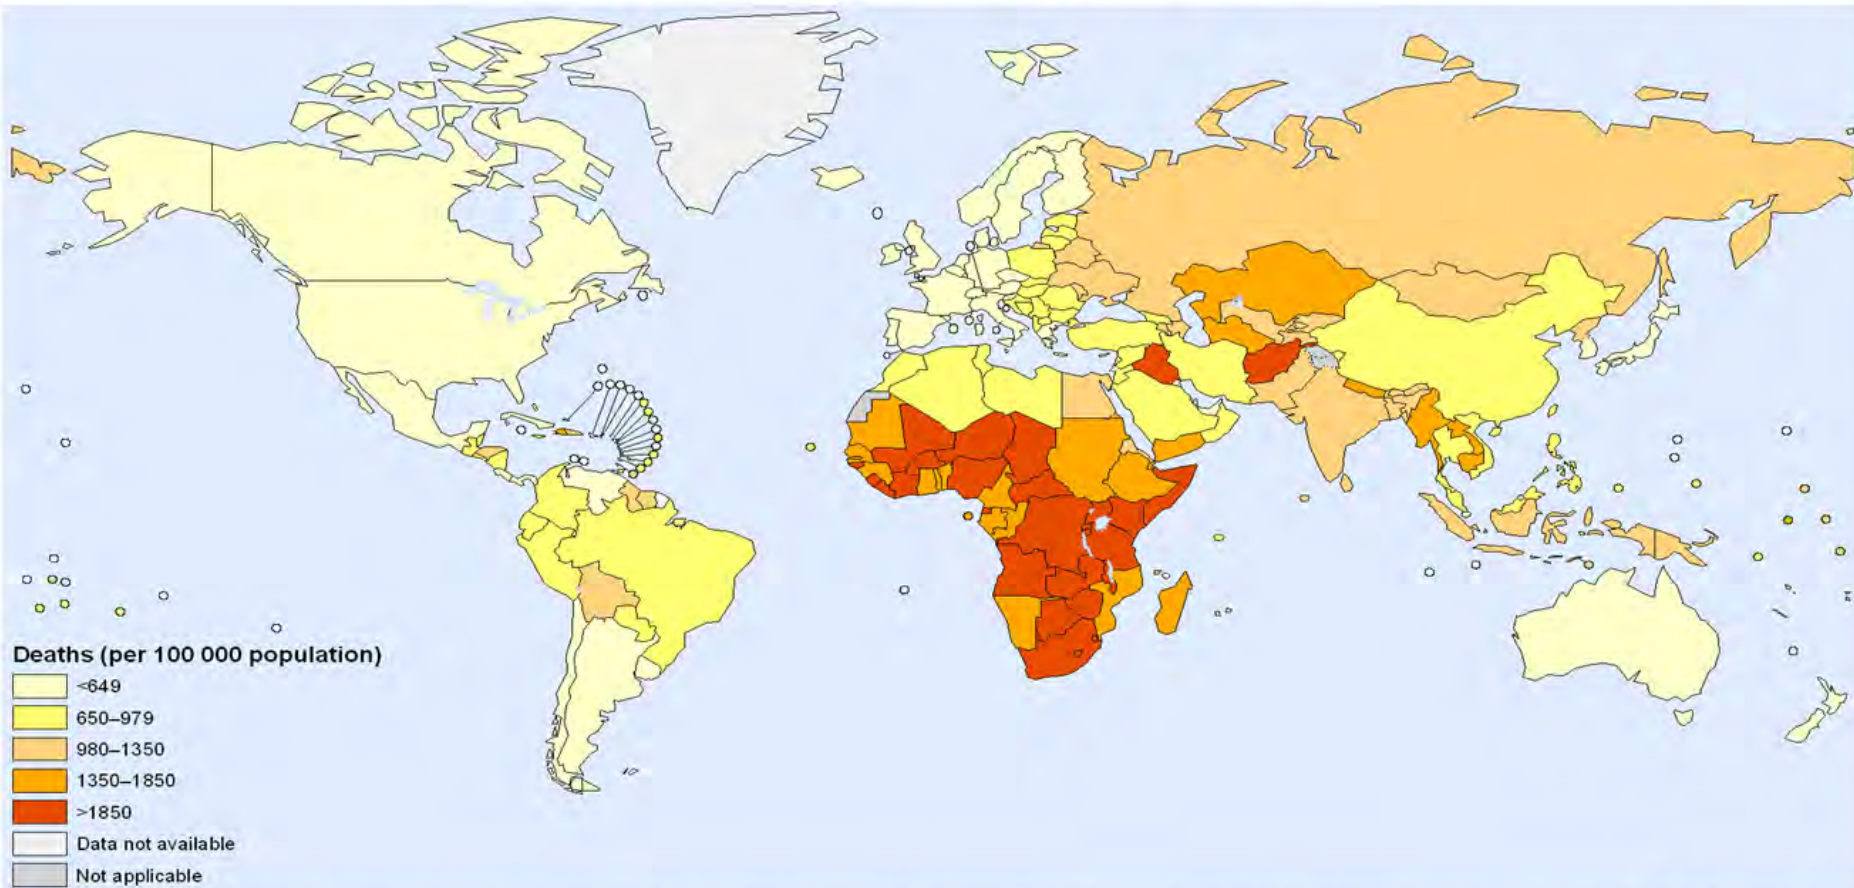 Deaths (per 100 000 population)
<649
650–979
980–1350
1350–1850
>1850
Data not available
Not applicable